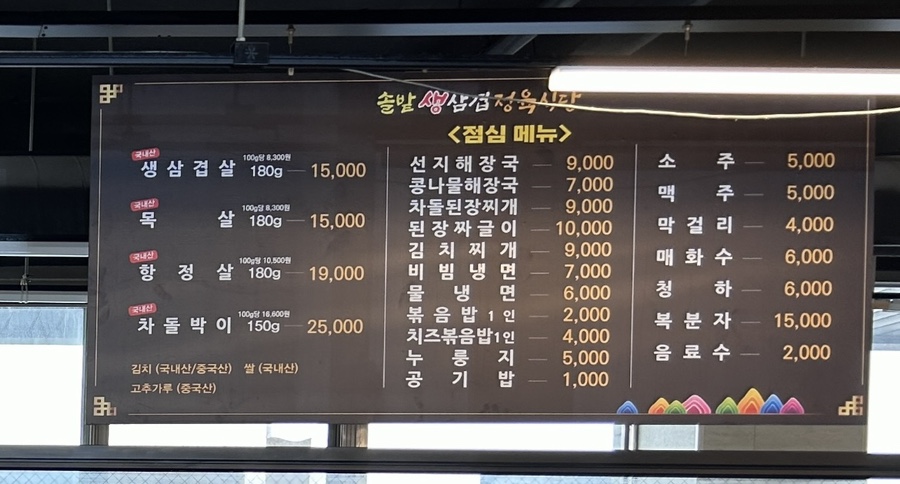 솔밭 생삼겹정육식당
<점심 메뉴>
국내산
생삼겹살 100g당 8,300원 180g — 15,000
국내산
목살 100g당 8,300원 180g — 15,000
국내산
항정살 100g당 10,500원 180g — 19,000
국내산
차돌박이 100g당 16,600원 150g — 25,000
김치 (국내산/중국산) 쌀 (국내산)
고추가루 (중국산)
선지해장국 — 9,000
콩나물해장국 — 7,000
차돌된장찌개 — 9,000
된장짜글이 — 10,000
김치찌개 — 9,000
비빔냉면 — 7,000
물냉면 — 6,000
볶음밥 1인 — 2,000
치즈볶음밥1인 — 4,000
누룽지 — 5,000
공기밥 — 1,000
소주 — 5,000
맥주 — 5,000
막걸리 — 4,000
매화수 — 6,000
청하 — 6,000
복분자 — 15,000
음료수 — 2,000